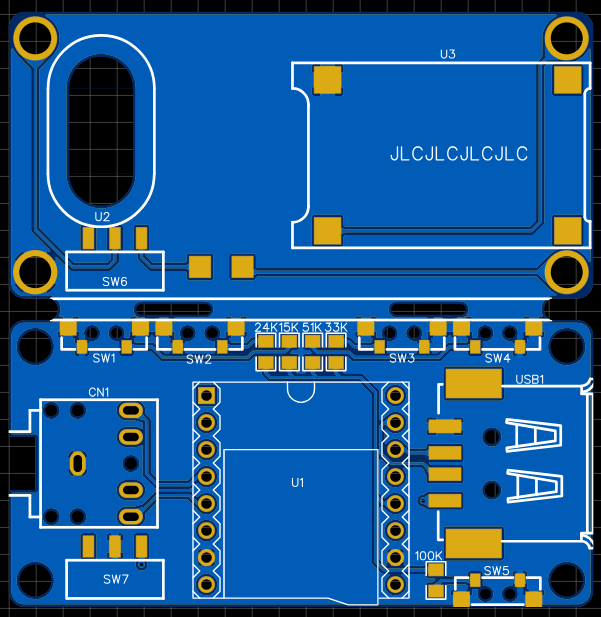 U3
JLCJLCJLCJLC
U2
SW6
24K 15K 51K 33K
SW1
SW2
SW3
SW4
CN1
USB1
U1
100K
SW7
SW5